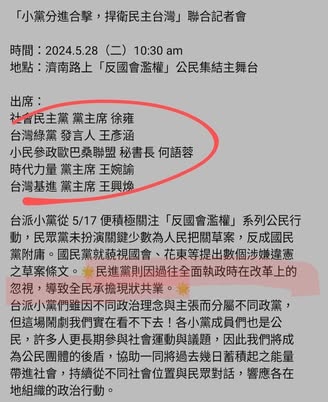 「小黨分進合擊，捍衛民主台灣」聯合記者會
時間：2024.5.28（二）10:30 am
地點：濟南路上「反國會濫權」公民集結主舞台
出席：
社會民主黨 黨主席 徐雍
台灣綠黨 發言人 王彥涵
小民參政歐巴桑聯盟 秘書長 何語蓉
時代力量 黨主席 王婉諭
台灣基進 黨主席 王興煥
台派小黨從 5/17 便積極關注「反國會濫權」系列公民行
動，民眾黨未扮演關鍵少數為人民把關草案，反成國民
黨附庸。國民黨就藐視國會、花東等提出數個涉嫌違憲
之草案條文。🌟民進黨則因過往全面執政時在改革上的
忽視，導致全民承擔現狀共業。🌟
台派小黨們雖因不同政治理念與主張而分屬不同政黨，
但這場鬧劇我們實在看不下去！各小黨成員們也是公
民，許多人更長期參與社會運動與議題，因此我們將成
為公民團體的後盾，協助一同將過去幾日蓄積起之能量
帶進社會，持續從不同社會位置與民眾對話，響應各在
地組織的政治行動。